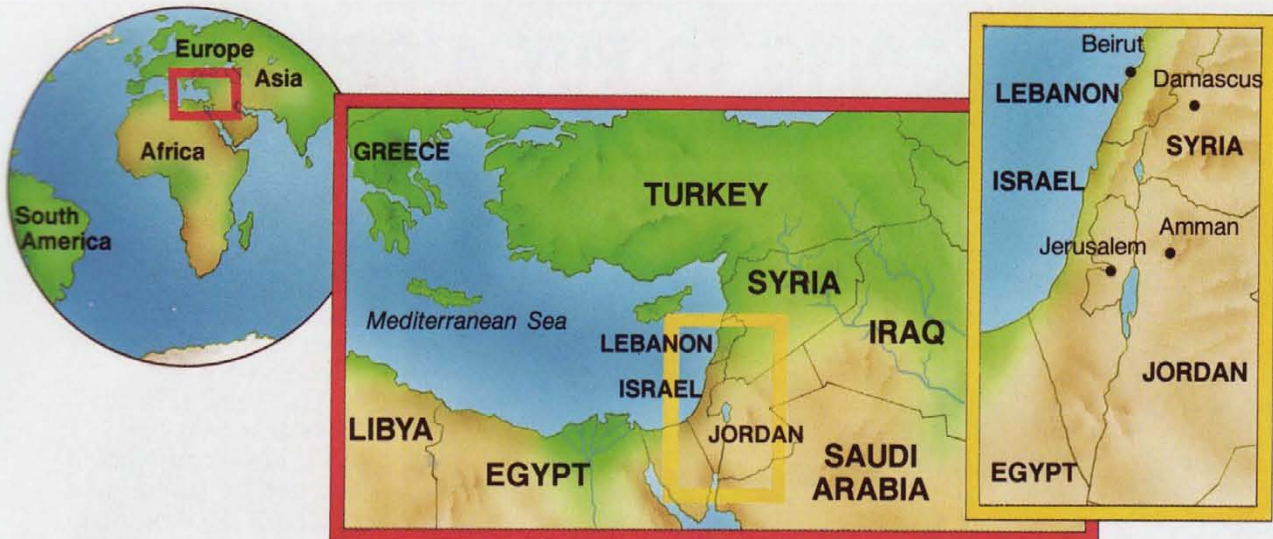 Europe
Asia
Africa
South
America
GREECE
TURKEY
SYRIA
Mediterranean Sea
LEBANON
IRAQ
ISRAEL
LIBYA
JORDAN
EGYPT
SAUDI
ARABIA
Beirut
LEBANON
Damascus
SYRIA
ISRAEL
Amman
Jerusalem
JORDAN
EGYPT